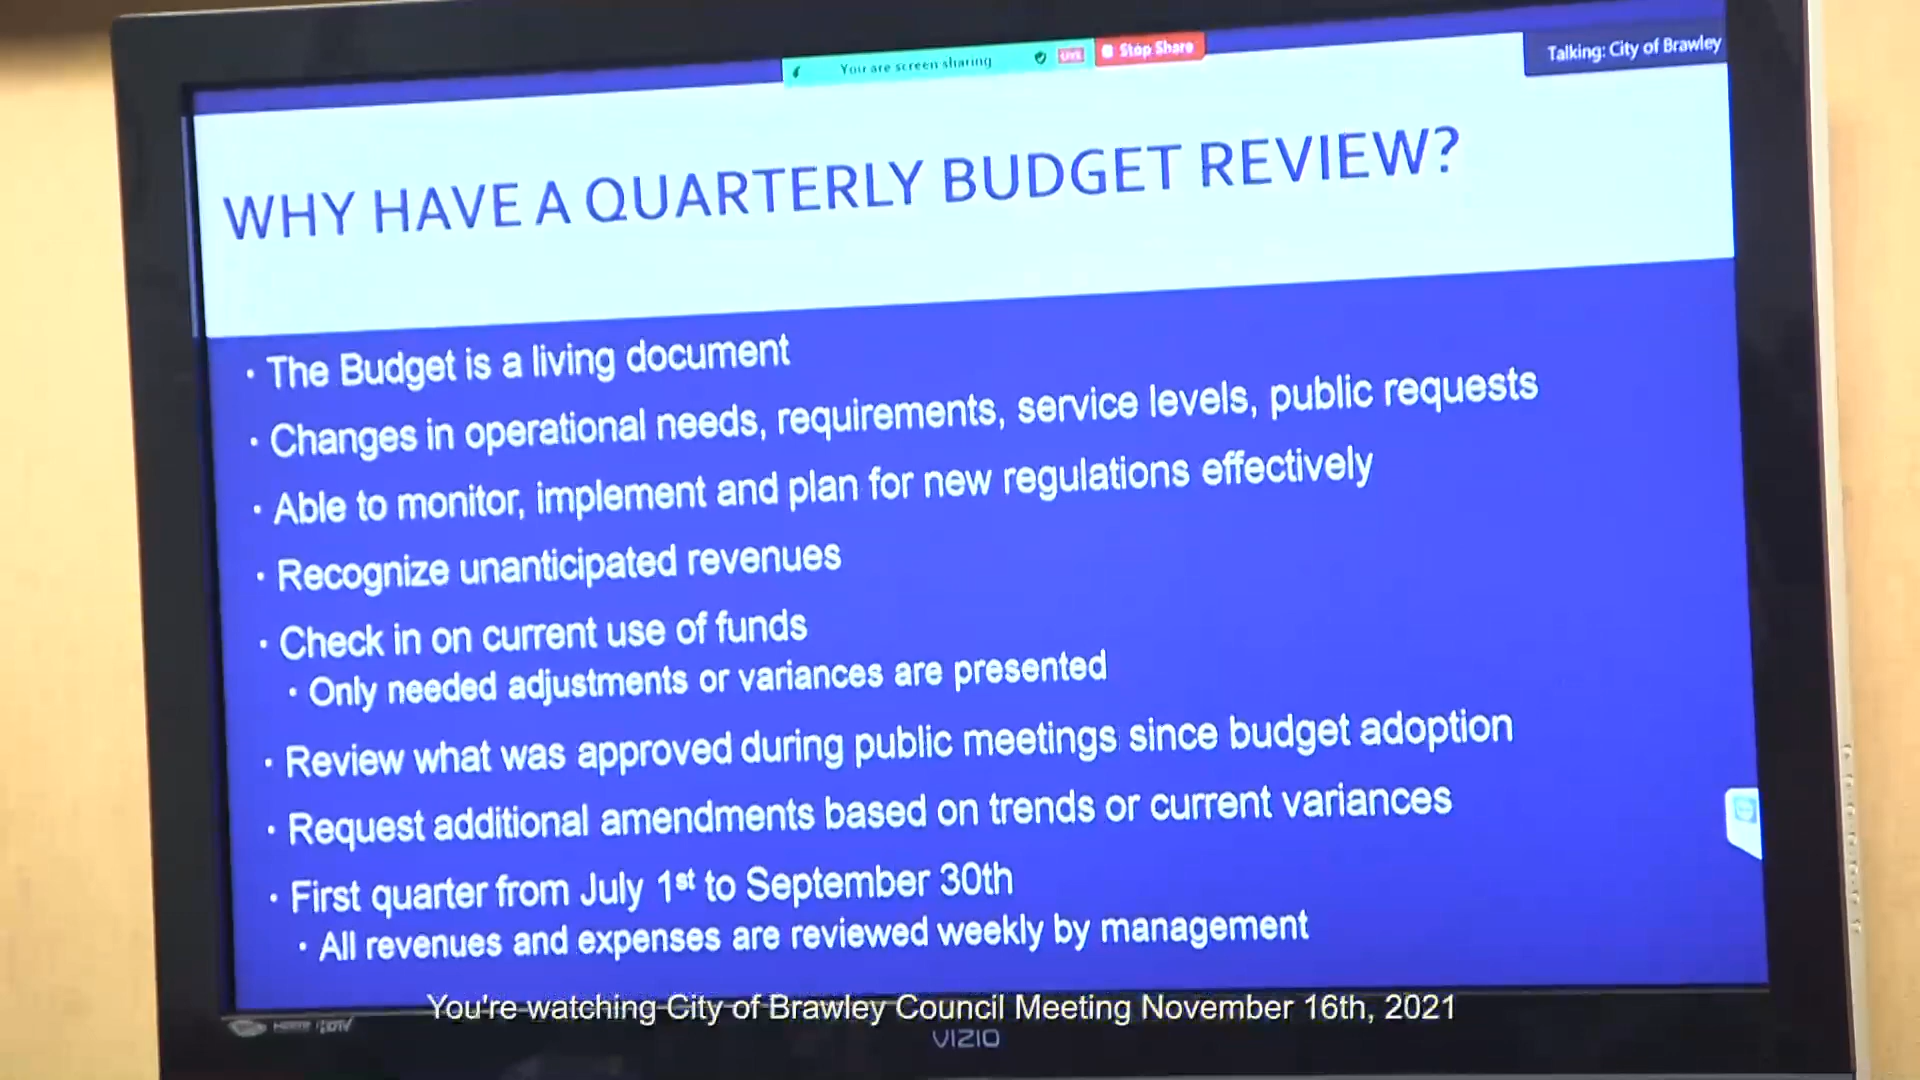 You are screen sharing
LIVE
Stop Share
Talking: City of Brawley
WHY HAVE A QUARTERLY BUDGET REVIEW?
• The Budget is a living document
• Changes in operational needs, requirements, service levels, public requests
• Able to monitor, implement and plan for new regulations effectively
• Recognize unanticipated revenues
• Check in on current use of funds
• Only needed adjustments or variances are presented
• Review what was approved during public meetings since budget adoption
• Request additional amendments based on trends or current variances
• First quarter from July 1st to September 30th
• All revenues and expenses are reviewed weekly by management
You're watching City of Brawley Council Meeting November 16th, 2021
VIZIO